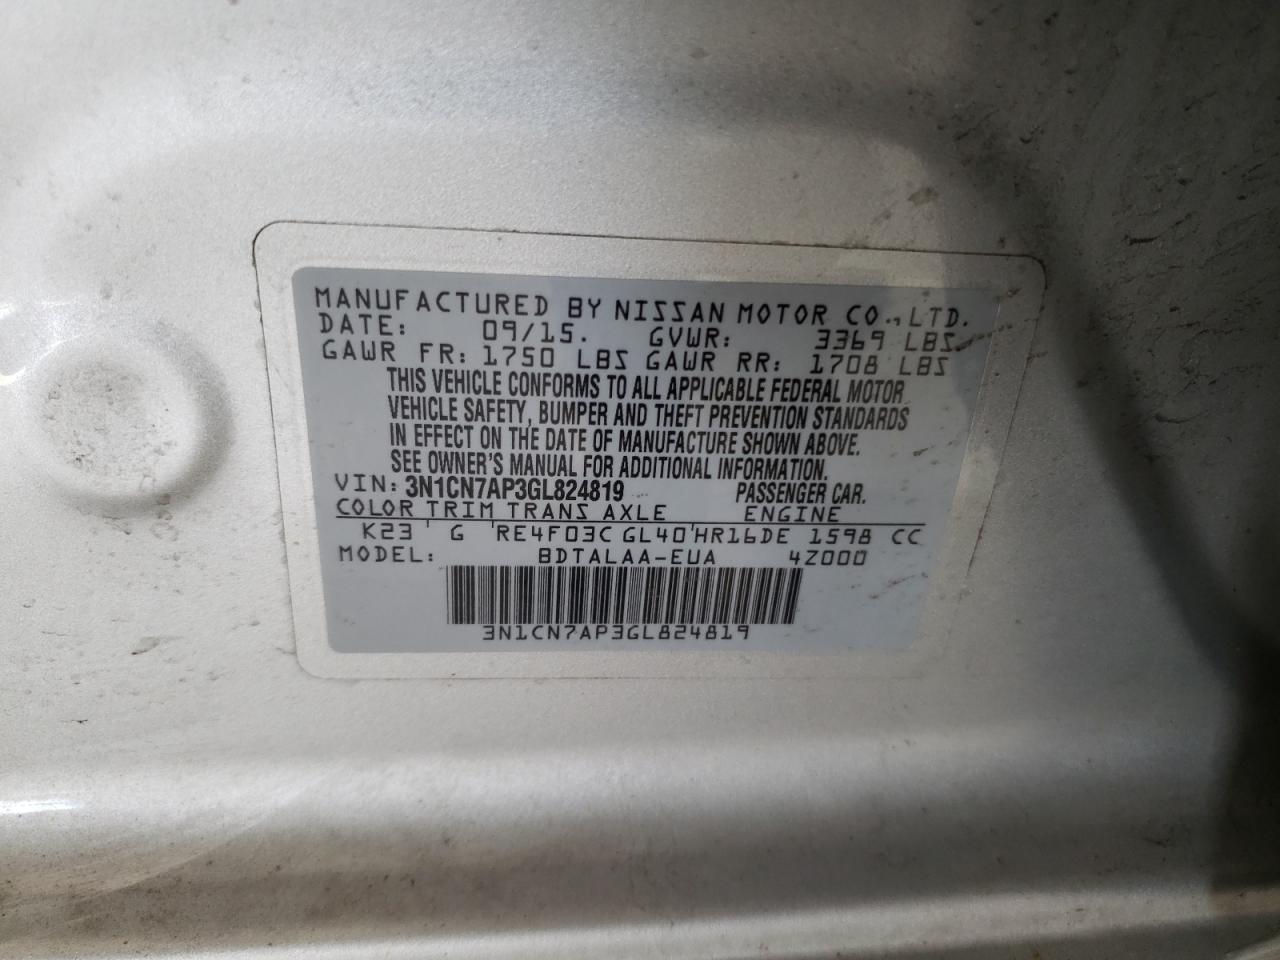 MANUFACTURED BY NISSAN MOTOR CO., LTD.
DATE: 09/15. GVWR: 3369 LBS
GAWR FR: 1750 LBS GAWR RR: 1708 LBS
THIS VEHICLE CONFORMS TO ALL APPLICABLE FEDERAL MOTOR
VEHICLE SAFETY, BUMPER AND THEFT PREVENTION STANDARDS
IN EFFECT ON THE DATE OF MANUFACTURE SHOWN ABOVE.
SEE OWNER'S MANUAL FOR ADDITIONAL INFORMATION.
VIN: 3N1CN7AP3GL824819 PASSENGER CAR.
COLOR TRIM TRANS AXLE ENGINE
K23 ' G 'RE4F03C GL40'HR16DE 1598 CC
MODEL: BDTALAA-EUA 4Z000
3N1CN7AP3GL824819